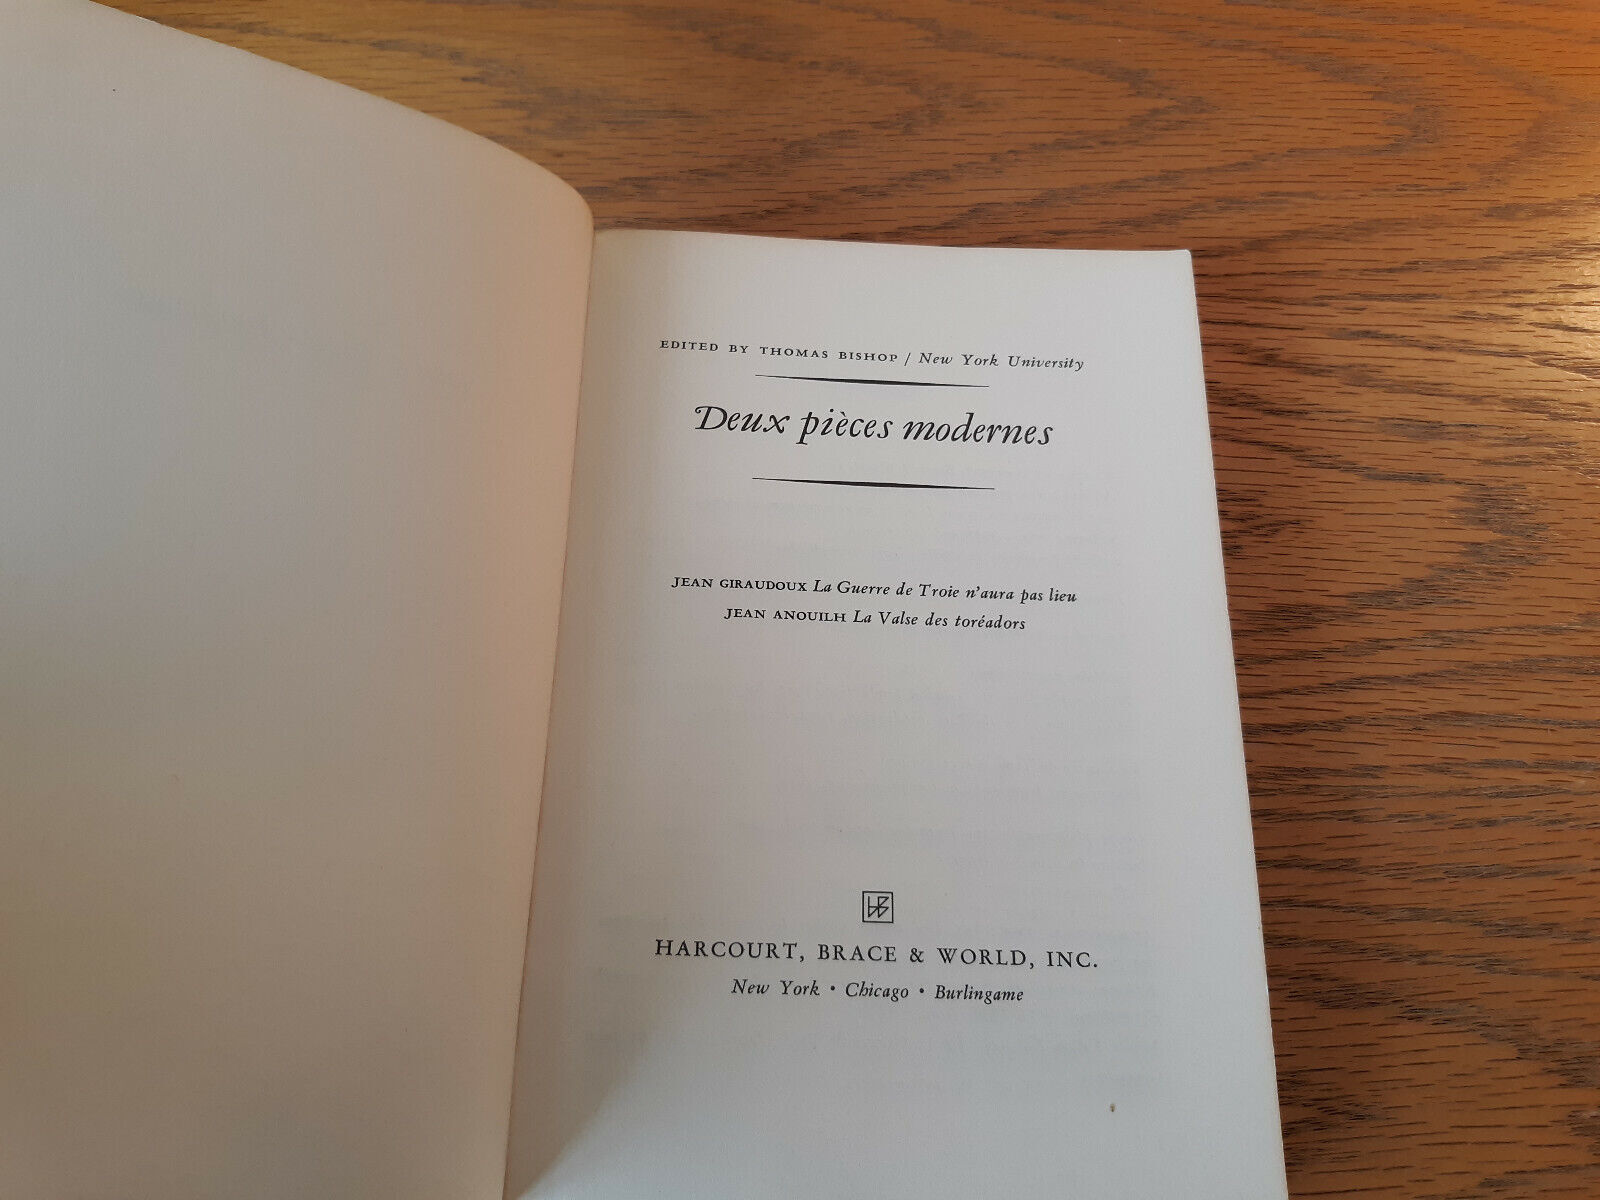 EDITED BY THOMAS BISHOP / New York University
Deux pièces modernes
JEAN GIRAUDOUX La Guerre de Troie n'aura pas lieu
JEAN ANOUILH La Valse des toréadors
HB
HARCOURT, BRACE & WORLD, INC.
New York • Chicago • Burlingame